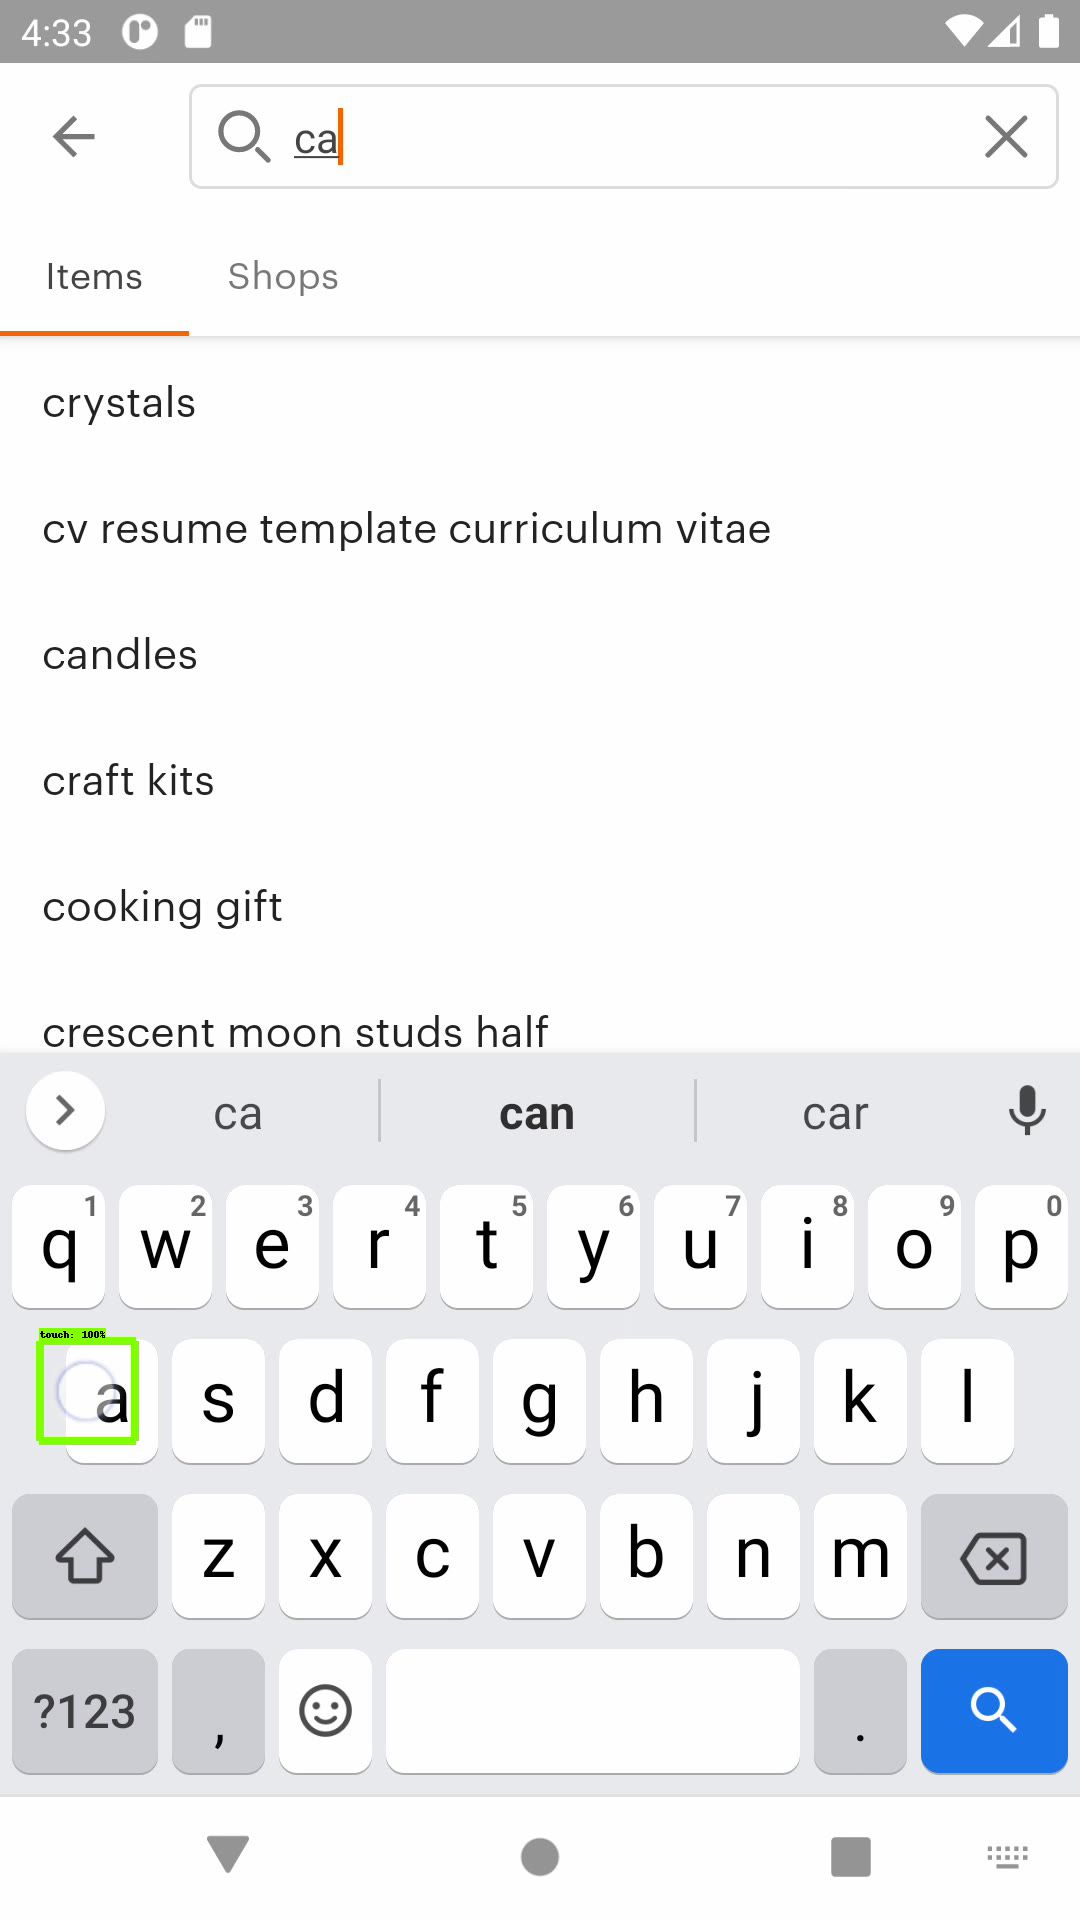 4:33
ca
Items Shops
crystals
cv resume template curriculum vitae
candles
craft kits
cooking gift
crescent moon studs half
ca can car
1 2 3 4 5 6 7 8 9 0
q w e r t y u i o p
touch: 100%
a s d f g h j k l
z x c v b n m
?123 , .